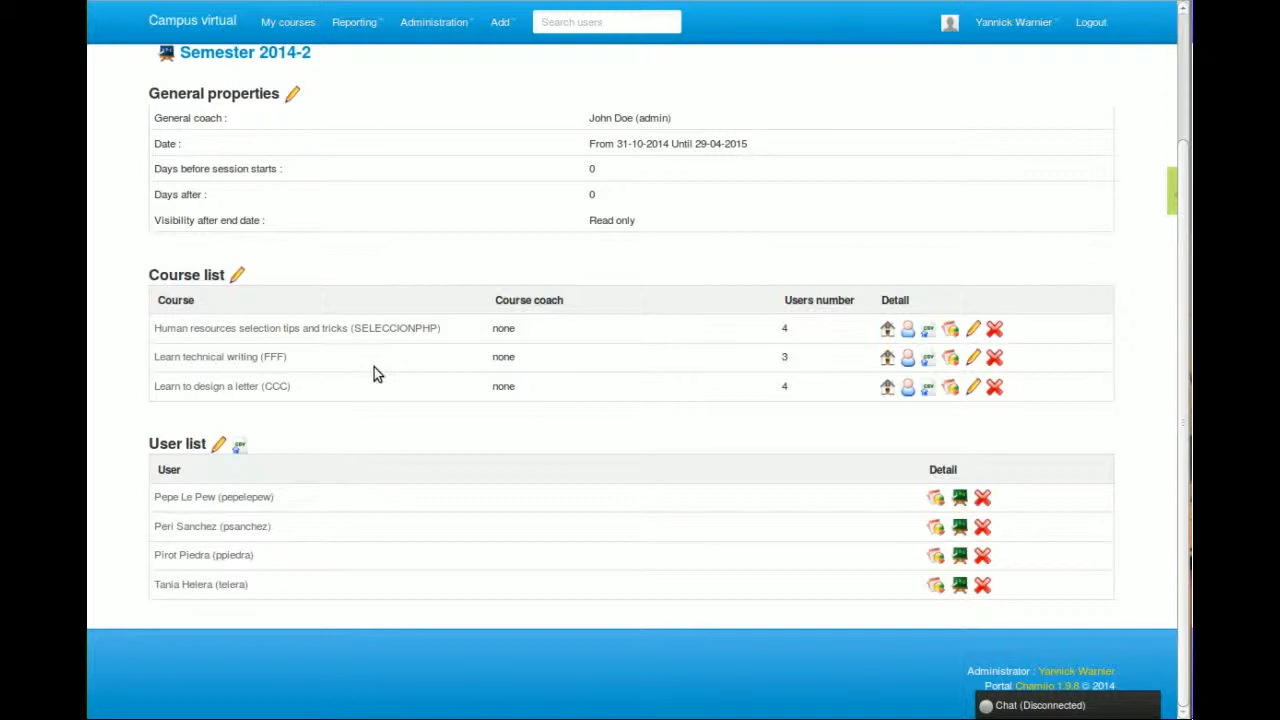 Campus virtual My courses Reporting Administration Add Search users Yannick Warnier Logout
Semester 2014-2
General properties
General coach : John Doe (admin)
Date : From 31-10-2014 Until 29-04-2015
Days before session starts : 0
Days after : 0
Visibility after end date : Read only
Course list
Course Course coach Users number Detail
Human resources selection tips and tricks (SELECCIONPHP) none 4
Learn technical writing (FFF) none 3
Learn to design a letter (CCC) none 4
User list
User Detail
Pepe Le Pew (pepelepew)
Peri Sanchez (psanchez)
Pirot Piedra (ppiedra)
Tania Helera (telera)
Administrator : Yannick Warnier
Portal Chamilo 1.9.8 © 2014
Chat (Disconnected)